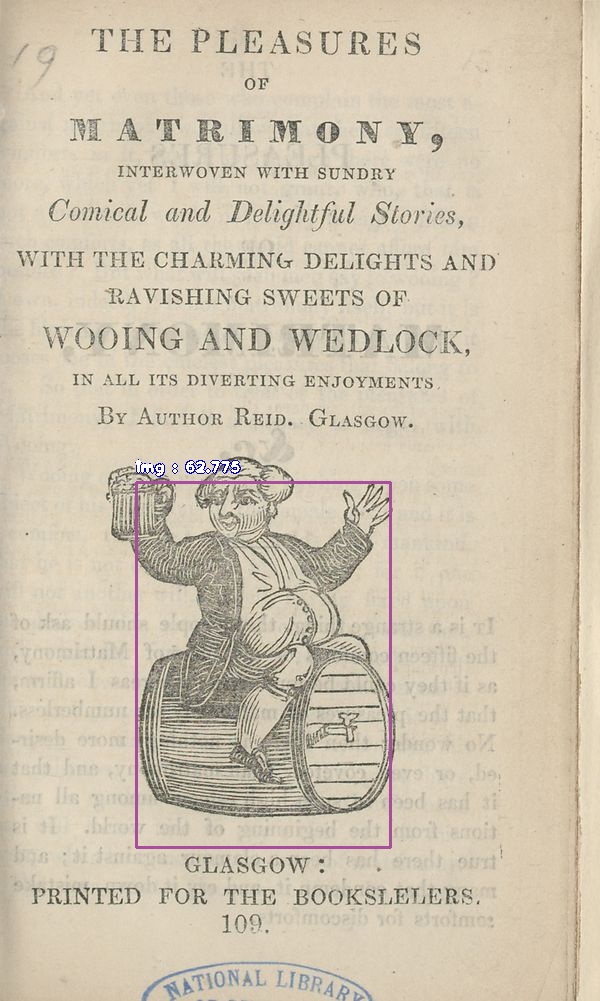 19
THE PLEASURES
OF
MATRIMONY,
INTERWOVEN WITH SUNDRY
Comical and Delightful Stories,
WITH THE CHARMING DELIGHTS AND
RAVISHING SWEETS OF
WOOING AND WEDLOCK,
IN ALL ITS DIVERTING ENJOYMENTS.
BY AUTHOR REID. GLASGOW.
img : 62.775
GLASGOW:
PRINTED FOR THE BOOKSLELERS.
109.
NATIONAL LIBRARY